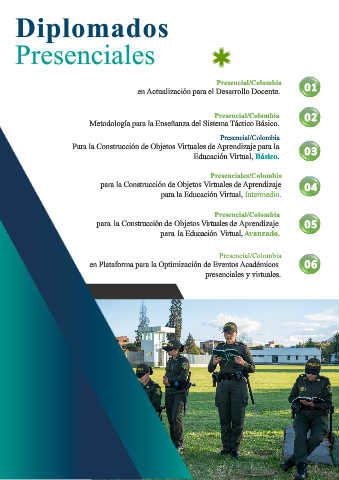 Diplomados
Presenciales
Presencial/Colombia
en Actualización para el Desarrollo Docente.
01
Presencial/Colombia
Metodología para la Enseñanza del Sistema Táctico Básico.
02
Presencial/Colombia
Para la Construcción de Objetos Virtuales de Aprendizaje para la
Educación Virtual, Básico.
03
Presenciales/Colombia
para la Construcción de Objetos Virtuales de Aprendizaje
para la Educación Virtual, Intermedio.
04
Presencial/Colombia
para la Construcción de Objetos Virtuales de Aprendizaje
para la Educación Virtual, Avanzado.
05
Presencial/Colombia
en Plataforma para la Optimización de Eventos Académicos
presenciales y virtuales.
06